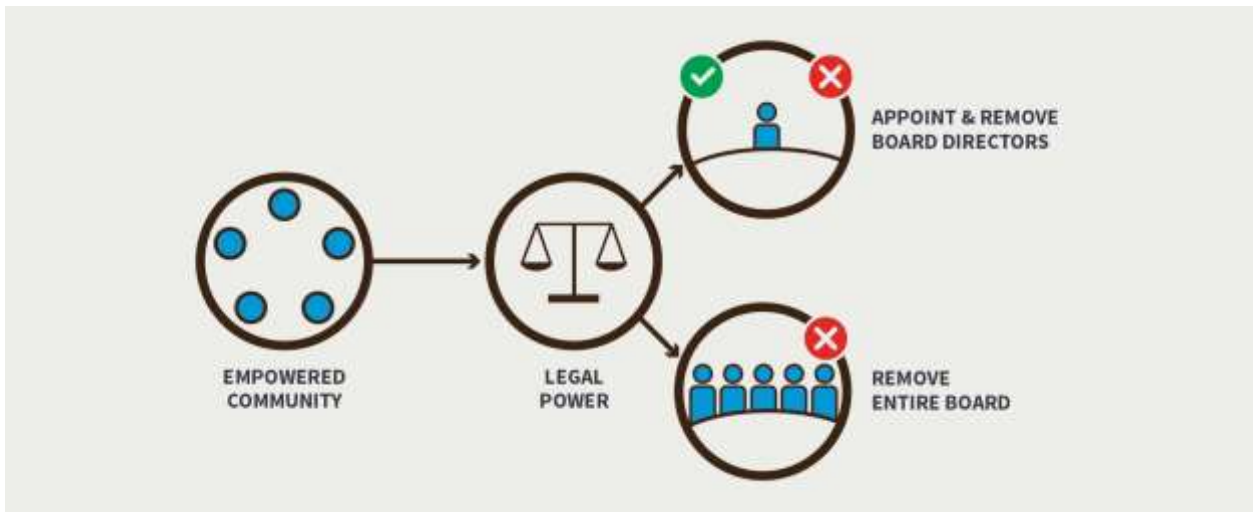 APPOINT & REMOVE
BOARD DIRECTORS
EMPOWERED
COMMUNITY
LEGAL
POWER
REMOVE
ENTIRE BOARD